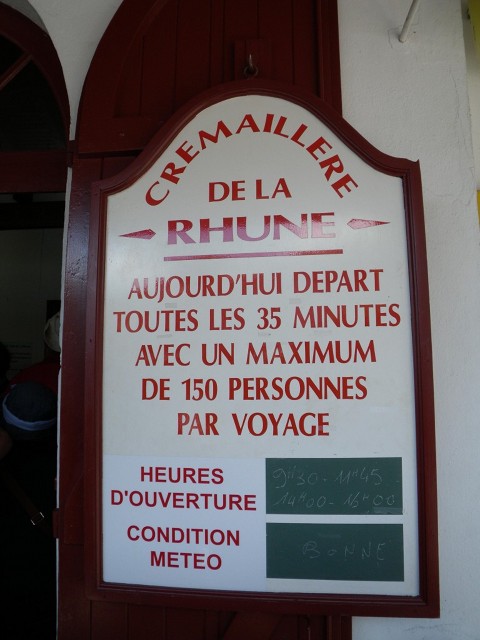 CREMAILLERE
DE LA
RHUNE
AUJOURD'HUI DEPART
TOUTES LES 35 MINUTES
AVEC UN MAXIMUM
DE 150 PERSONNES
PAR VOYAGE
HEURES
D'OUVERTURE
9H30-11H45
14H00-16H00
CONDITION
METEO
BONNE